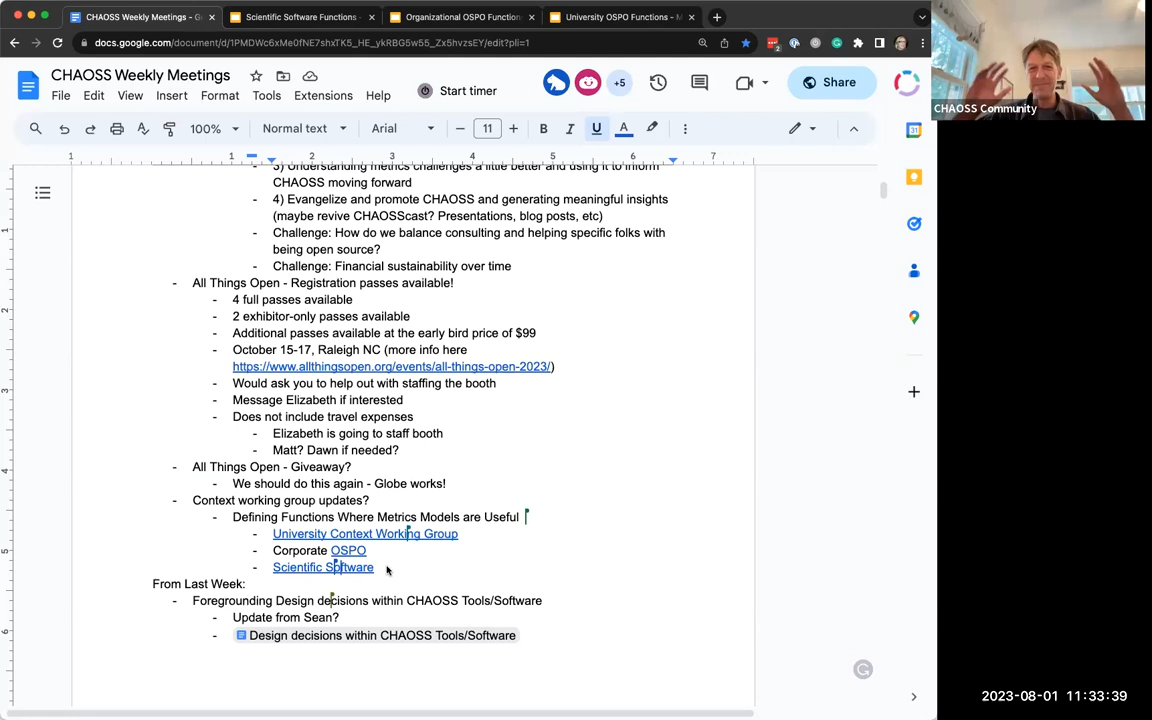 CHAOSS Weekly Meetings - G
Scientific Software Functions -
Organizational OSPO Function
University OSPO Functions - M
docs.google.com/document/d/1PMDWc6xMe0fNE7shxTK5_HE_ykRBG5w55_Zx5hvzsEY/edit?pli=1
CHAOSS Weekly Meetings
File Edit View Insert Format Tools Extensions Help
Start timer
+5
Share
100% Normal text Arial 11 B I U A
CHAOSS Community
1 1 2 3 4 5 6 7
3) Understanding metrics challenges a little better and using it to inform
CHAOSS moving forward
- 4) Evangelize and promote CHAOSS and generating meaningful insights
(maybe revive CHAOSScast? Presentations, blog posts, etc)
- Challenge: How do we balance consulting and helping specific folks with
being open source?
- Challenge: Financial sustainability over time
- All Things Open - Registration passes available!
- 4 full passes available
- 2 exhibitor-only passes available
- Additional passes available at the early bird price of $99
- October 15-17, Raleigh NC (more info here
https://www.allthingsopen.org/events/all-things-open-2023/)
- Would ask you to help out with staffing the booth
- Message Elizabeth if interested
- Does not include travel expenses
- Elizabeth is going to staff booth
- Matt? Dawn if needed?
- All Things Open - Giveaway?
- We should do this again - Globe works!
- Context working group updates?
- Defining Functions Where Metrics Models are Useful
- University Context Working Group
- Corporate OSPO
- Scientific Software
From Last Week:
- Foregrounding Design decisions within CHAOSS Tools/Software
- Update from Sean?
- Design decisions within CHAOSS Tools/Software
2023-08-01 11:33:39